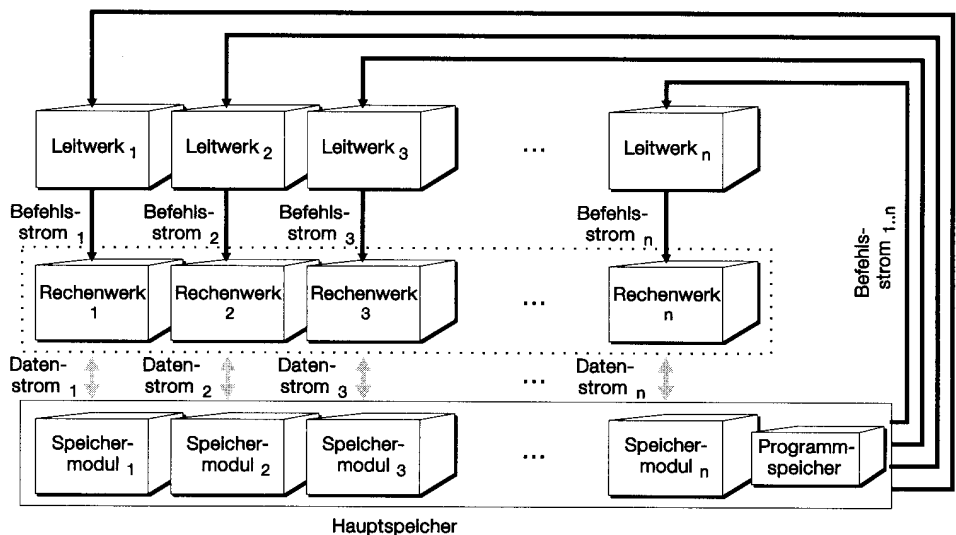 Leitwerk 1
Leitwerk 2
Leitwerk 3
...
Leitwerk n
Befehls-
strom 1
Befehls-
strom 2
Befehls-
strom 3
Befehls-
strom n
Befehls-
strom 1..n
Rechenwerk
1
Rechenwerk
2
Rechenwerk
3
...
Rechenwerk
n
Daten-
strom 1
Daten-
strom 2
Daten-
strom 3
...
Daten-
strom n
Speicher-
modul 1
Speicher-
modul 2
Speicher-
modul 3
...
Speicher-
modul n
Programm-
speicher
Hauptspeicher